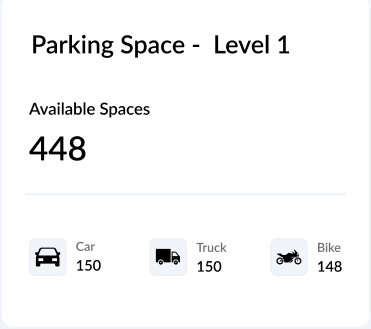 Parking Space - Level 1
Available Spaces
448
Car
150
Truck
150
Bike
148